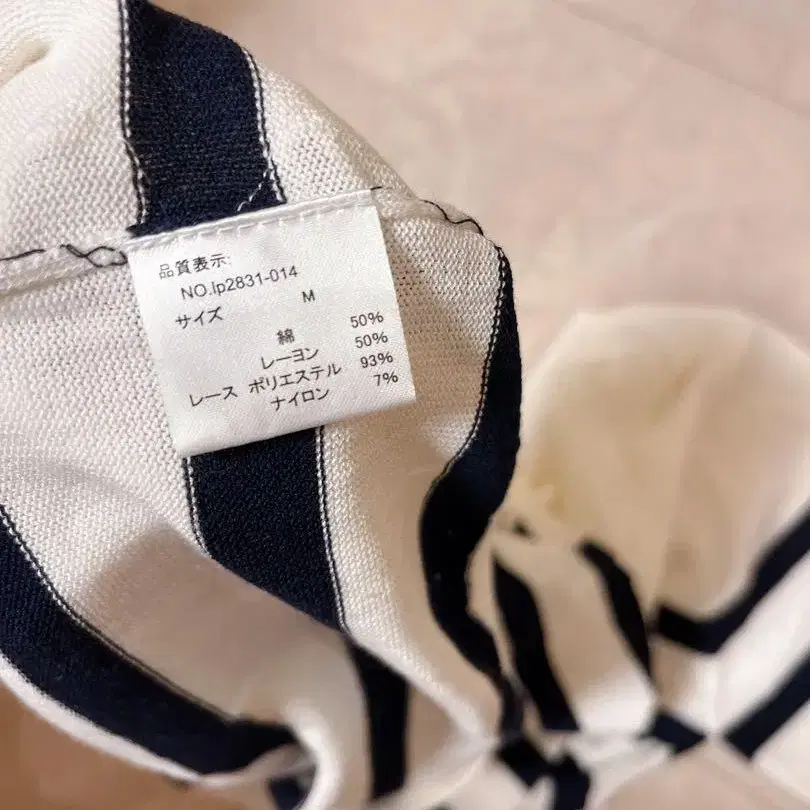 品質表示:
NO.lp2831-014
サイズ M
綿 50%
レーヨン 50%
レース ポリエステル 93%
ナイロン 7%